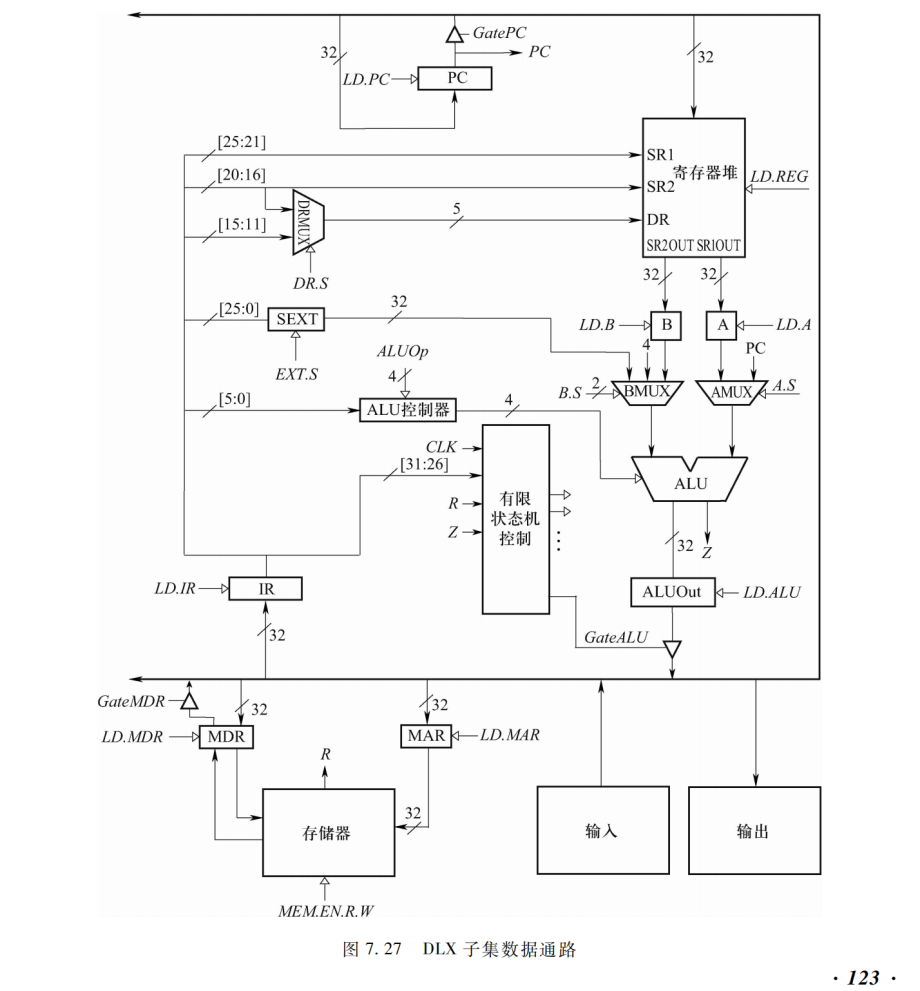 GatePC
32
PC
32
LD.PC
PC
[25:21]
SR1
寄存器堆
LD.REG
[20:16]
SR2
DRMUX
[15:11]
5
DR
SR2OUT SR1OUT
DR.S
32
32
[25:0]
SEXT
32
LD.B
B
A
LD.A
EXT.S
ALUOp
4
PC
4
B.S
2
BMUX
AMUX
A.S
[5:0]
ALU控制器
4
CLK
[31:26]
R
Z
有限
状态机
控制
ALU
32
Z
LD.IR
IR
ALUOut
LD.ALU
32
GateALU
GateMDR
32
32
LD.MDR
MDR
MAR
LD.MAR
R
32
存储器
输入
输出
MEM.EN.R.W
图 7.27 DLX 子集数据通路
· 123 ·